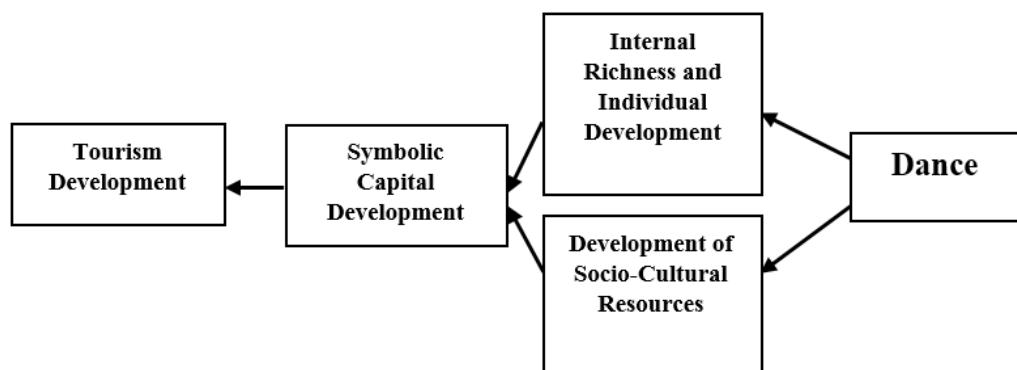 Tourism
Development
Symbolic
Capital
Development
Internal
Richness and
Individual
Development
Development of
Socio-Cultural
Resources
Dance